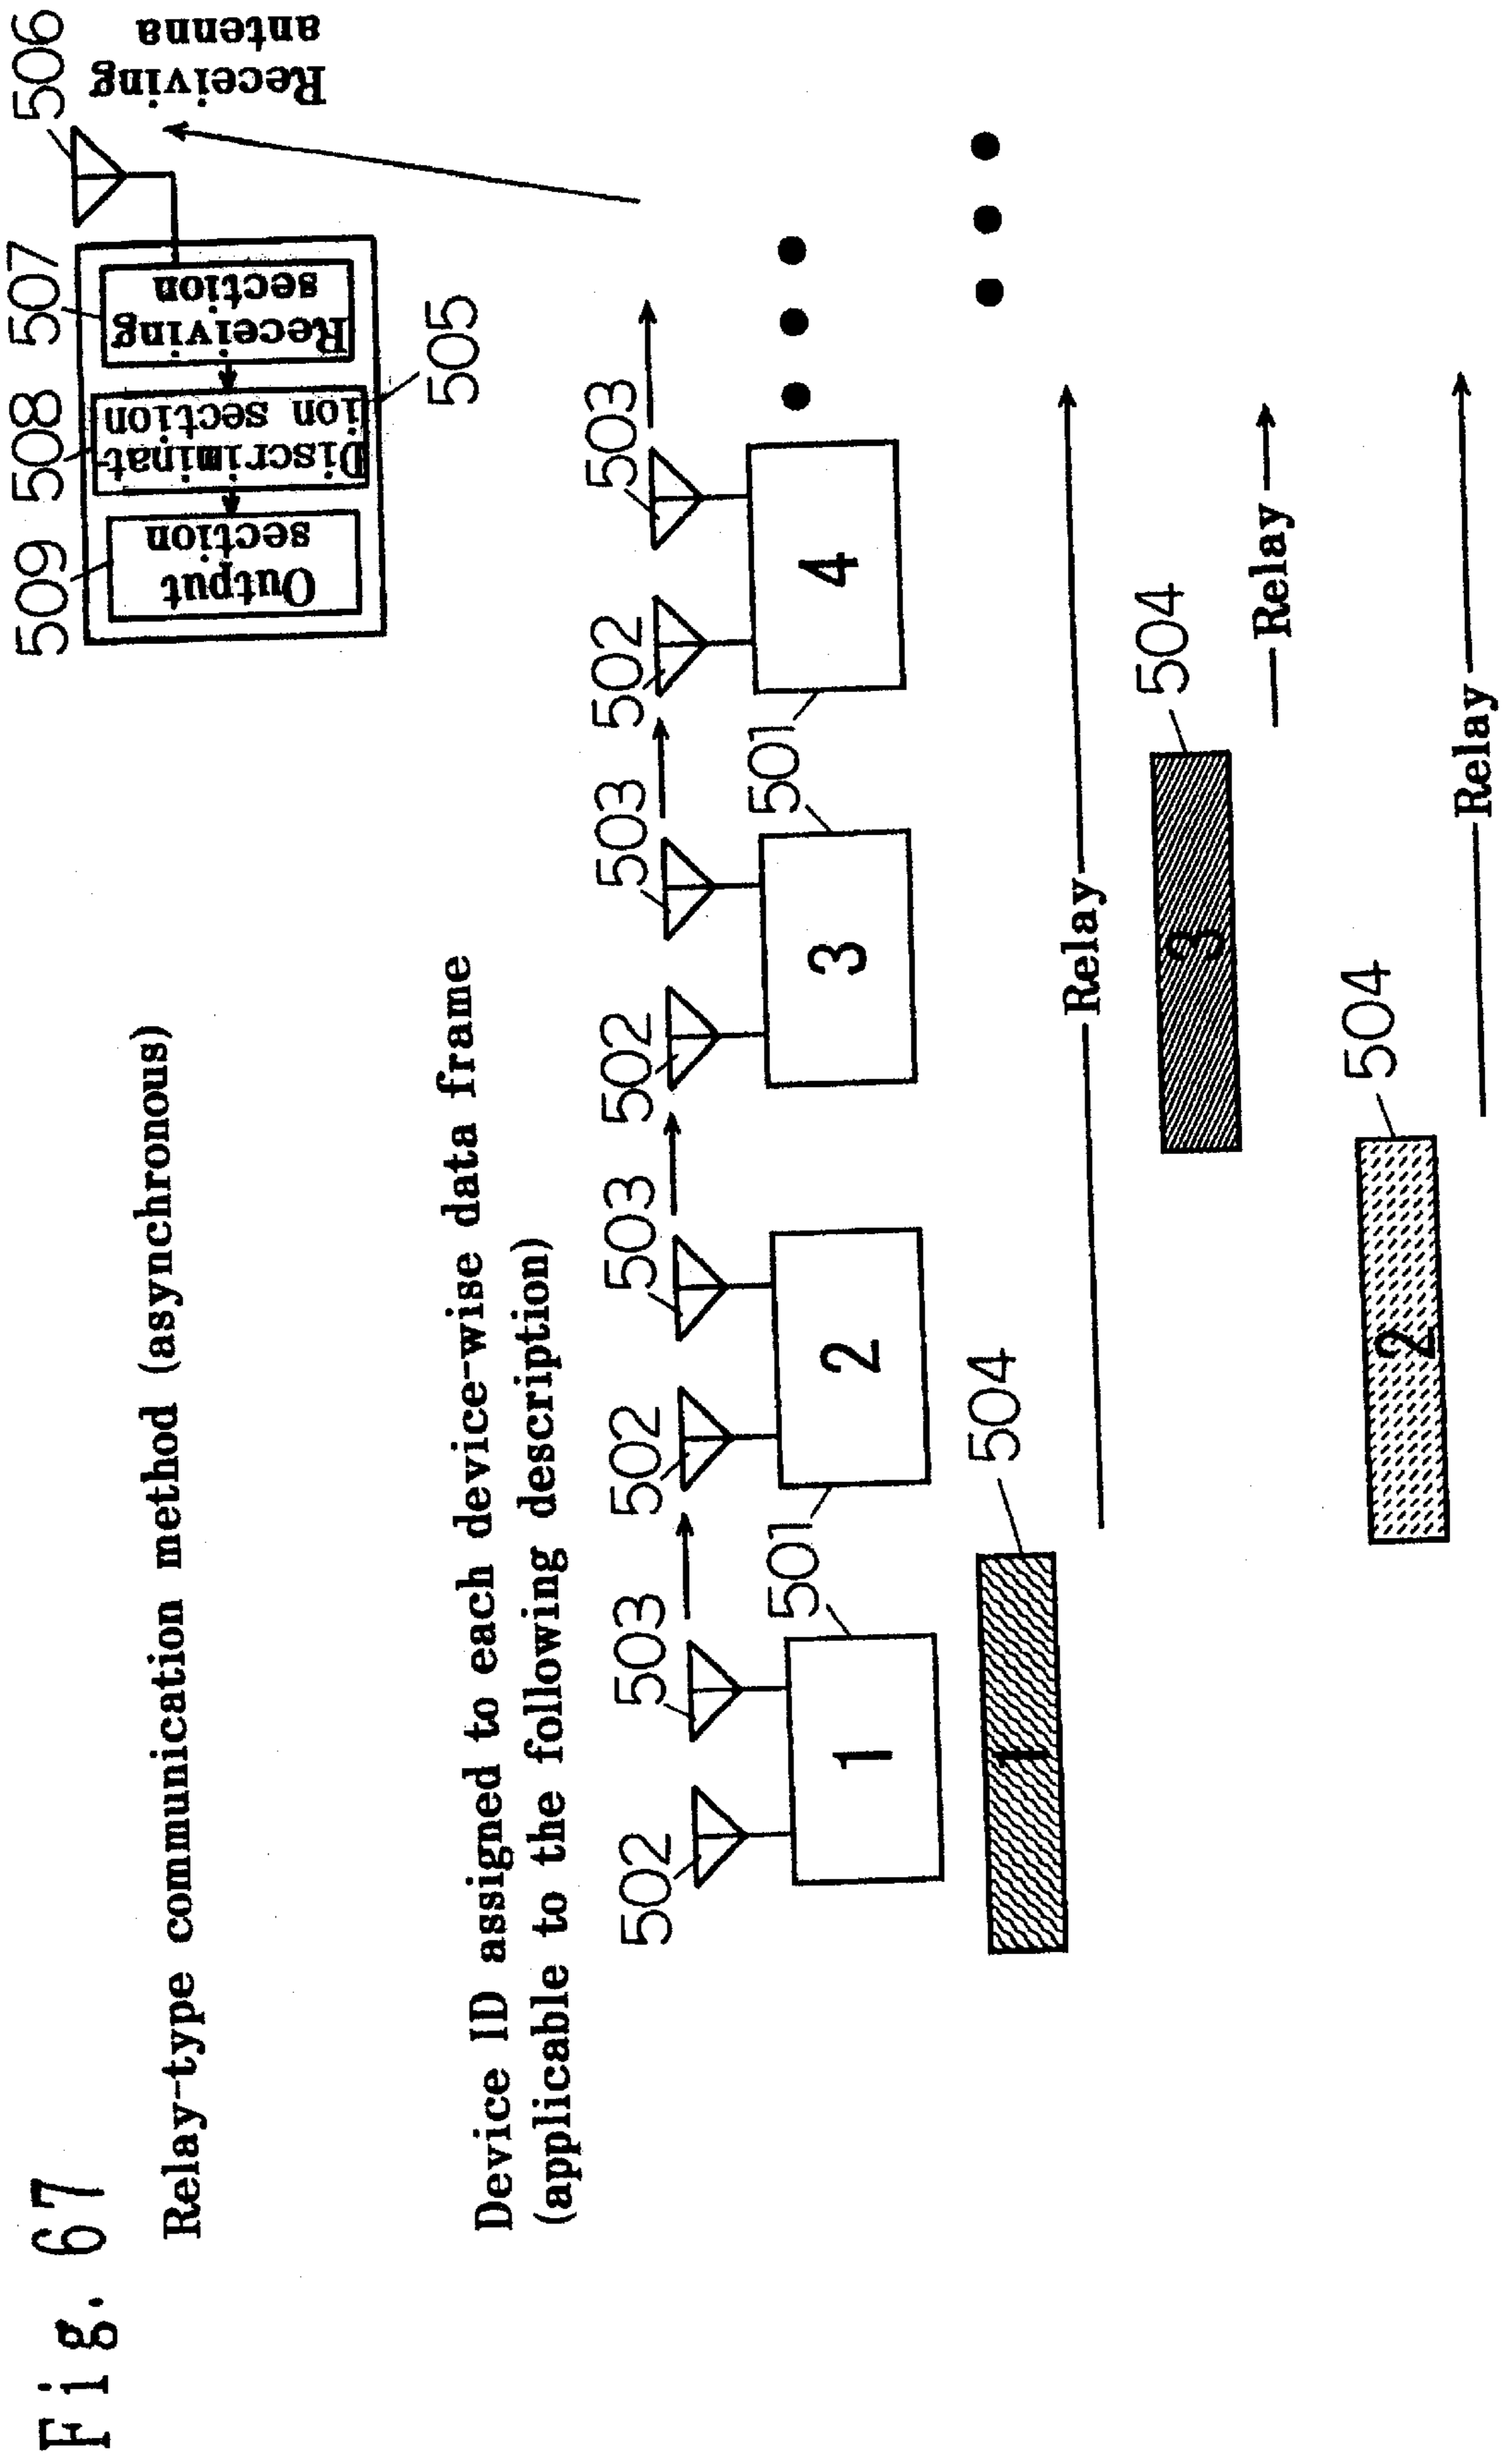 Fig. 67
Relay-type communication method (asynchronous)
509
508
507
506
Output
section
Discriminat-
ion section
Receiving
section
Receiving
antenna
505
Device ID assigned to each device-wise data frame
(applicable to the following description)
502
503
502
503
502
503
502
503
1
2
3
4
501
501
501
1
504
Relay
3
504
Relay
2
504
Relay